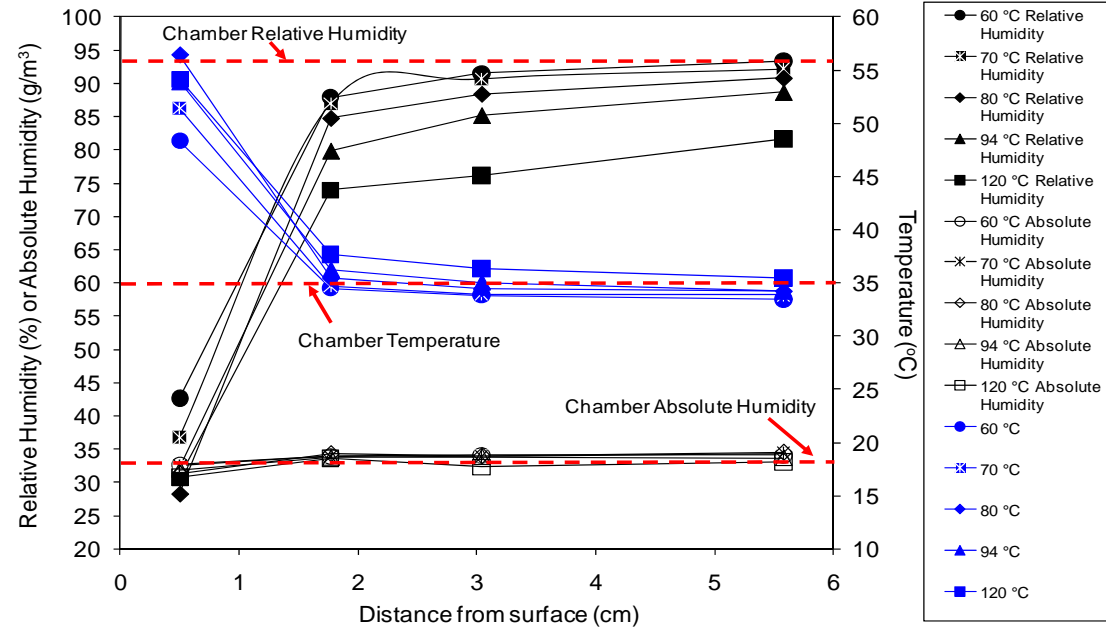 100
95
90
85
80
75
70
65
60
55
50
45
40
35
30
25
20
Relative Humidity (%) or Absolute Humidity (g/m³)
Chamber Relative Humidity
Chamber Temperature
Chamber Absolute Humidity
60
55
50
45
40
35
30
25
20
15
10
Temperature (°C)
0 1 2 3 4 5 6
Distance from surface (cm)
60 °C Relative
Humidity
70 °C Relative
Humidity
80 °C Relative
Humidity
94 °C Relative
Humidity
120 °C Relative
Humidity
60 °C Absolute
Humidity
70 °C Absolute
Humidity
80 °C Absolute
Humidity
94 °C Absolute
Humidity
120 °C Absolute
Humidity
60 °C
70 °C
80 °C
94 °C
120 °C